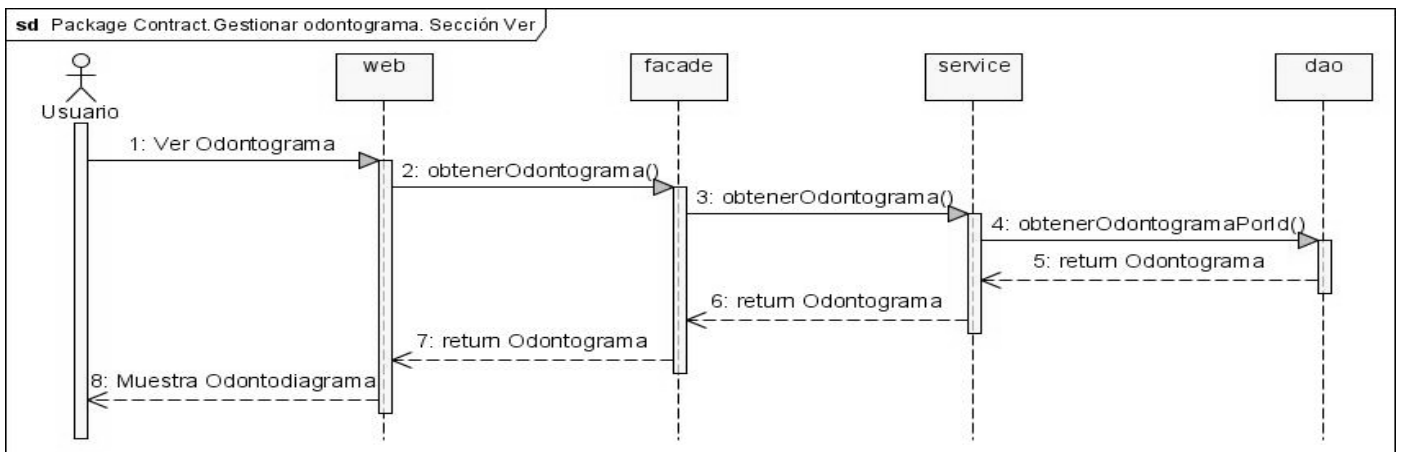 sd Package Contract.Gestionar odontograma. Sección Ver
web
facade
service
dao
Usuario
1: Ver Odontograma
2: obtenerOdontograma()
3: obtenerOdontograma()
4: obtenerOdontogramaPorId()
5: return Odontograma
6: return Odontograma
7: return Odontograma
8: Muestra Odontodiagrama